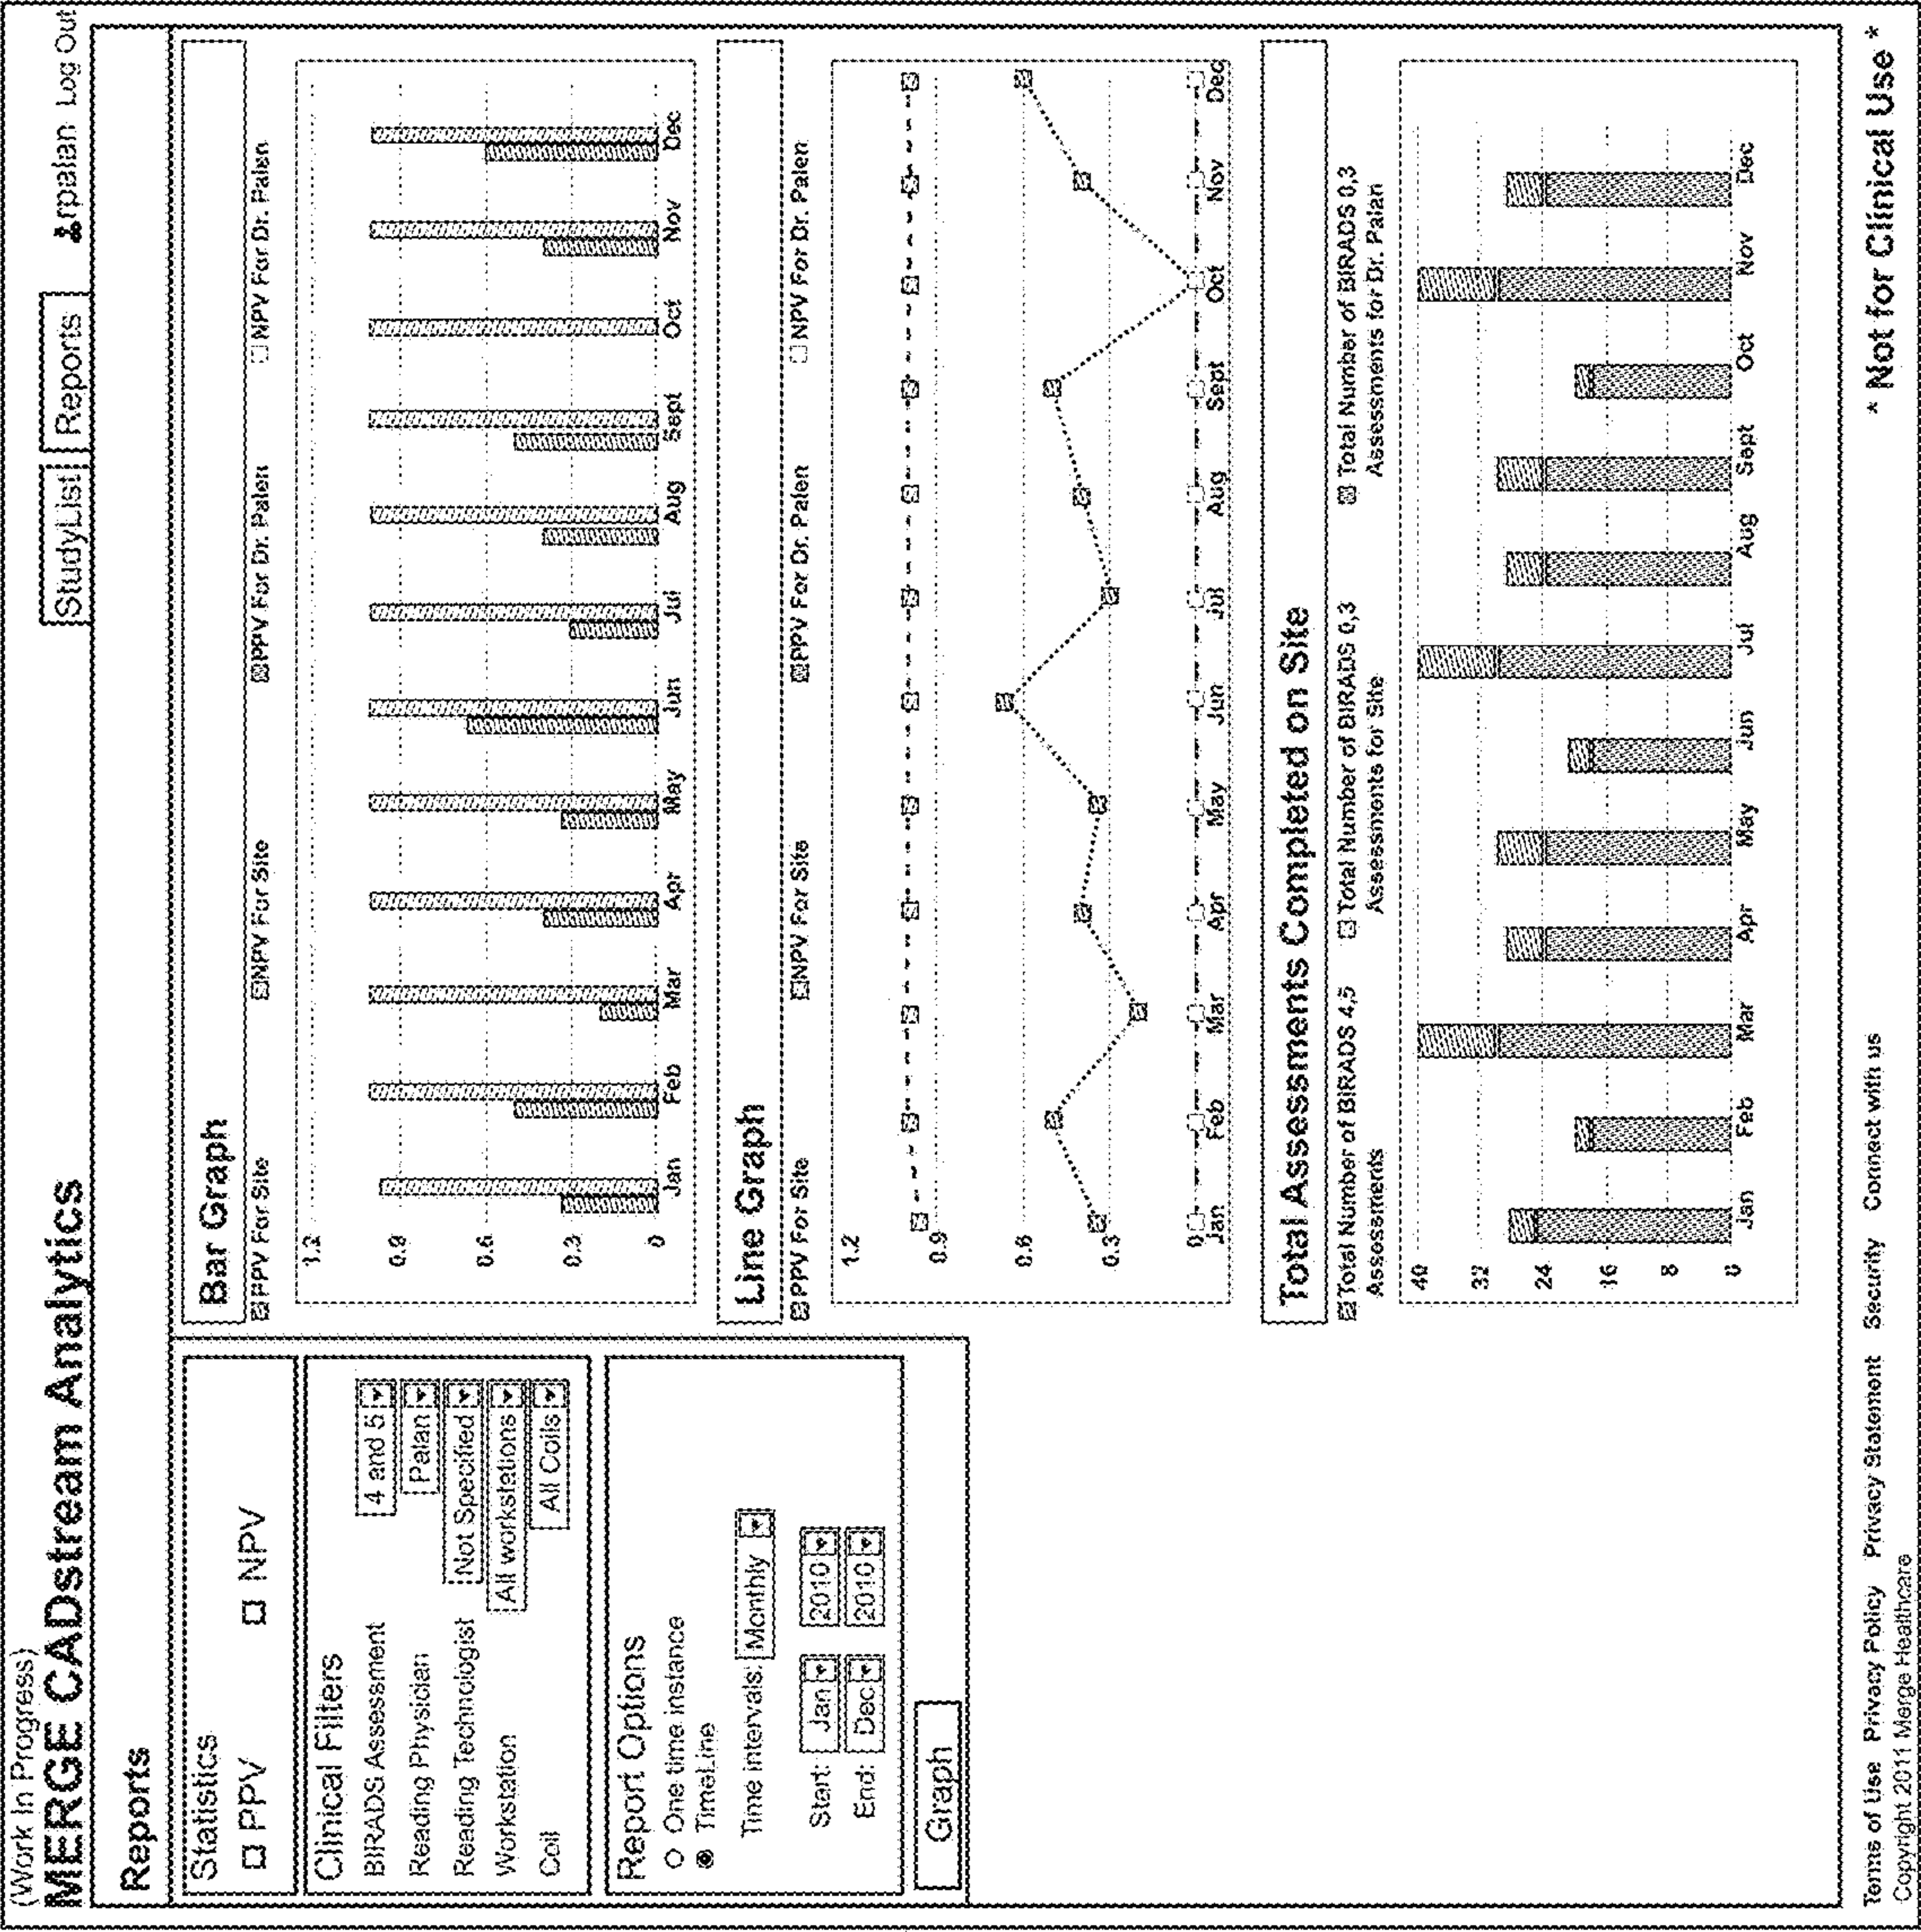 (Work In Progress)
MERGE CADstream Analytics
StudyList Reports rpalan Log Out
Reports
Statistics
PPV NPV
Clinical Filters
BIRADS Assessment 4 and 5
Reading Physician Palan
Reading Technologist Not Specified
Workstation All workstations
Coil All Coils
Report Options
One time instance
TimeLine
Time intervals: Monthly
Start: Jan 2010
End: Dec 2010
Graph
Bar Graph
PPV For Site NPV For Site PPV For Dr. Palen NPV For Dr. Palen
1.2
0.9
0.6
0.3
0
Jan Feb Mar Apr May Jun Jul Aug Sept Oct Nov Dec
Line Graph
PPV For Site NPV For Site PPV For Dr. Palen NPV For Dr. Palen
1.2
0.9
0.6
0.3
0
Jan Feb Mar Apr May Jun Jul Aug Sept Oct Nov Dec
Total Assessments Completed on Site
Total Number of BIRADS 4,5 Total Number of BIRADS 0,3 Total Number of BIRADS 0,3
Assessments Assessments for Site Assessments for Dr. Palan
40
32
24
16
8
0
Jan Feb Mar Apr May Jun Jul Aug Sept Oct Nov Dec
Terms of Use Privacy Policy Privacy Statement Security Connect with us * Not for Clinical Use *
Copyright 2011 Merge Healthcare